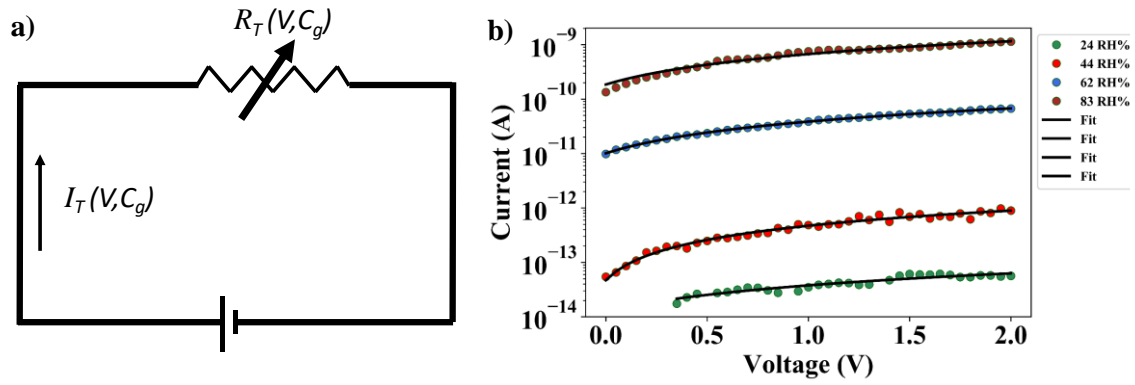 a)
R_T(V,C_g)
I_T(V,C_g)
b)
Current (A)
10⁻⁹
10⁻¹⁰
10⁻¹¹
10⁻¹²
10⁻¹³
10⁻¹⁴
0.0 0.5 1.0 1.5 2.0
Voltage (V)
24 RH%
44 RH%
62 RH%
83 RH%
Fit
Fit
Fit
Fit